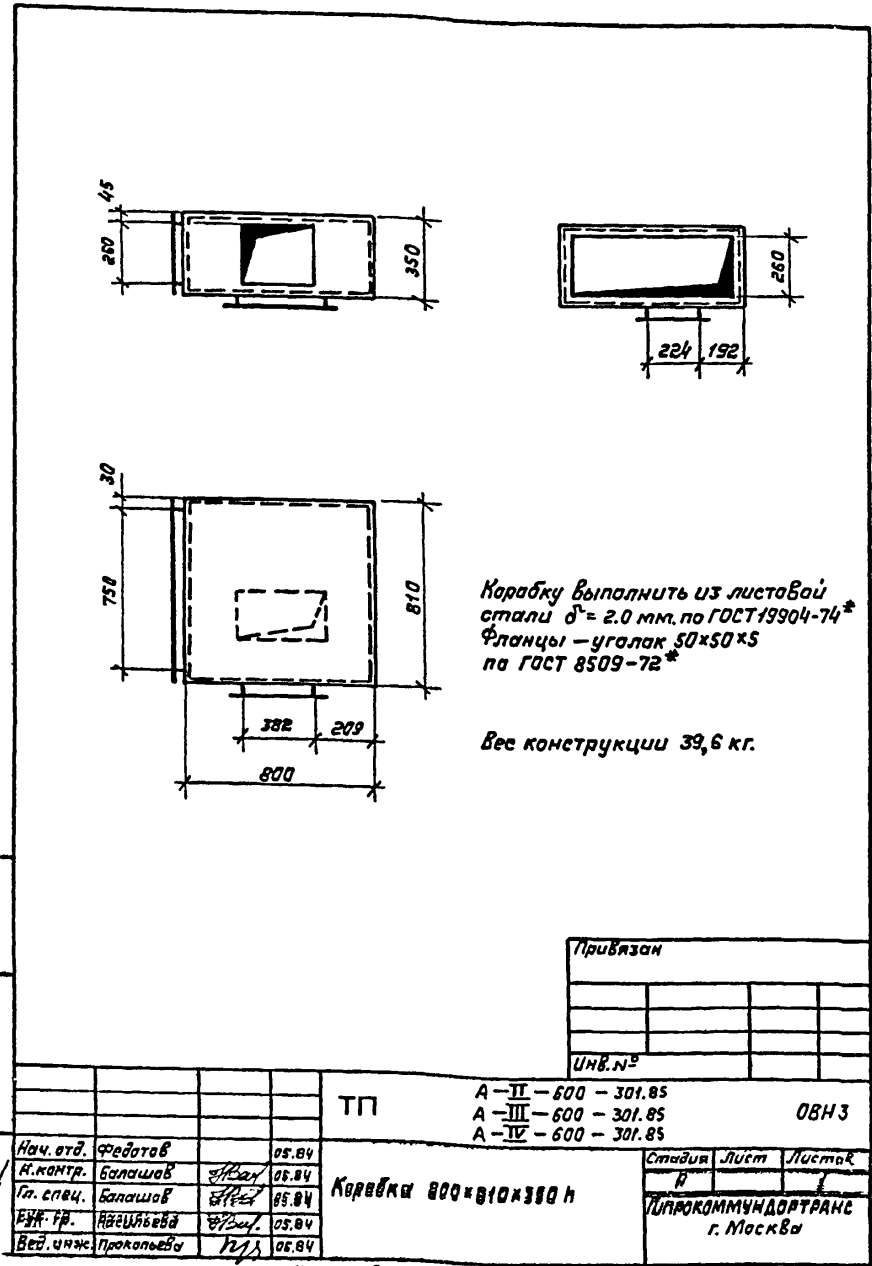 45
260
350
260
224 192
30
750
810
382 209
800
Коробку выполнить из листовой
стали δ = 2.0 мм. по ГОСТ 19904-74*
Фланцы — уголок 50×50×5
по ГОСТ 8509-72*
Вес конструкции 39,6 кг.
Привязан
Инв.№
ТП
А – II – 600 – 301.85
А – III – 600 – 301.85
А – IV – 600 – 301.85
ОВН3
Нач. отд. Федотов 05.84
Н.контр. Балашов 05.84
Гл. спец. Балашов 05.84
Рук. гр. Васильева 05.84
Вед. инж. Прокопьева 05.84
Коробка 800×810×350 h
Стадия Лист Листов
Р 1
Гипрокоммундортранс
г. Москва